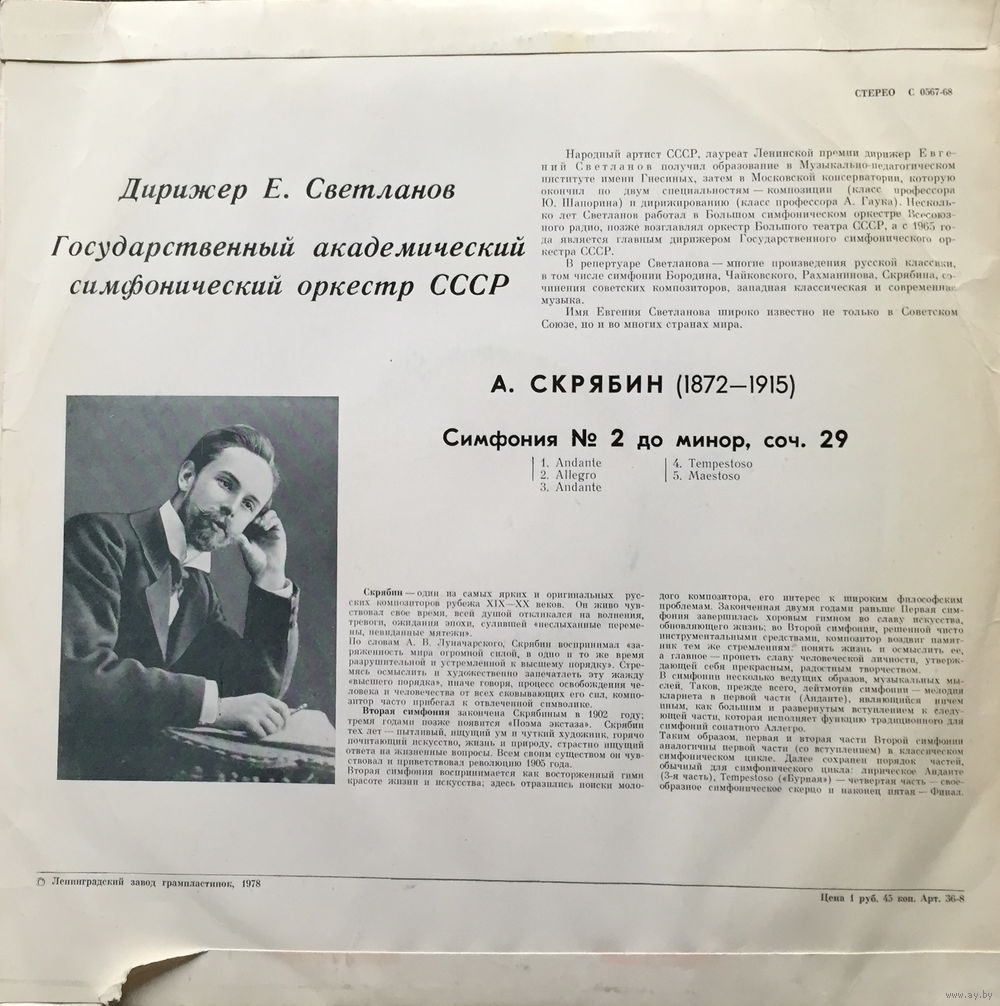 СТЕРЕО С 0567-68
Дирижер Е. Светланов
Государственный академический
симфонический оркестр СССР
Народный артист СССР, лауреат Ленинской премии дирижер Евге-
ний Светланов получил образование в Музыкально-педагогическом
институте имени Гнесиных, затем в Московской консерватории, которую
окончил по двум специальностям — композиции (класс профессора
Ю. Шапорина) и дирижированию (класс профессора А. Гаука). Несколь-
ко лет Светланов работал в Большом симфоническом оркестре Всесоюз-
ного радио, позже возглавлял оркестр Большого театра СССР, а с 1965 го-
да является главным дирижером Государственного симфонического ор-
кестра СССР.
В репертуаре Светланова — многие произведения русской классики,
в том числе симфонии Бородина, Чайковского, Рахманинова, Скрябина, со-
чинения советских композиторов, западная классическая и современная
музыка.
Имя Евгения Светланова широко известно не только в Советском
Союзе, но и во многих странах мира.
А. СКРЯБИН (1872—1915)
Симфония № 2 до минор, соч. 29
1. Andante
2. Allegro
3. Andante
4. Tempestoso
5. Maestoso
Скрябин — один из самых ярких и оригинальных рус-
ских композиторов рубежа XIX—XX веков. Он живо чув-
ствовал свое время, всей душой откликался на волнения,
тревоги, ожидания эпохи, сулившей «неслыханные переме-
ны, невиданные мятежи».
По словам А. В. Луначарского, Скрябин воспринимал «за-
ряженность мира огромной силой, в одно и то же время
разрушительной и устремленной к высшему порядку». Стре-
мясь осмыслить и художественно запечатлеть эту жажду
«высшего порядка», иначе говоря, процесс освобождения че-
ловека и человечества от всех сковывающих его сил, компо-
зитор часто прибегал к отвлеченной символике.
Вторая симфония закончена Скрябиным в 1902 году;
тремя годами позже появится «Поэма экстаза». Скрябин
тех лет — пытливый, ищущий ум и чуткий художник, горячо
почитающий искусство, жизнь и природу, страстно ищущий
ответа на жизненные вопросы. Всем своим существом он чув-
ствовал и приветствовал революцию 1905 года.
Вторая симфония воспринимается как восторженный гимн
красоте жизни и искусства; здесь отразились поиски моло-
дого композитора, его интерес к широким философским
проблемам. Законченная двумя годами раньше Первая сим-
фония завершилась хоровым гимном во славу искусства,
обновляющего жизнь; во Второй симфонии, решенной чисто
инструментальными средствами, композитор воздвиг памят-
ник тем же стремлениям: понять жизнь и осмыслить ее,
а главное — пропеть славу человеческой личности, утверж-
дающей себя прекрасным, радостным творчеством.
В симфонии несколько ведущих образов, музыкальных мы-
слей. Таков, прежде всего, лейтмотив симфонии — мелодия
кларнета в первой части (Анданте), являющийся ничем
иным, как большим и развернутым вступлением к следу-
ющей части, которая исполняет функцию традиционного для
симфоний сонатного Аллегро.
Таким образом, первая и вторая части Второй симфонии
аналогичны первой части (со вступлением) в классическом
симфоническом цикле. Далее сохранен порядок частей,
обычный для симфонического цикла: лирическое Анданте
(3-я часть), Tempestoso («Бурная») — четвертая часть — свое-
образное симфоническое скерцо и наконец пятая — Финал.
Ленинградский завод грампластинок, 1978
Цена 1 руб. 45 коп. Арт. 36-8
www.ay.by